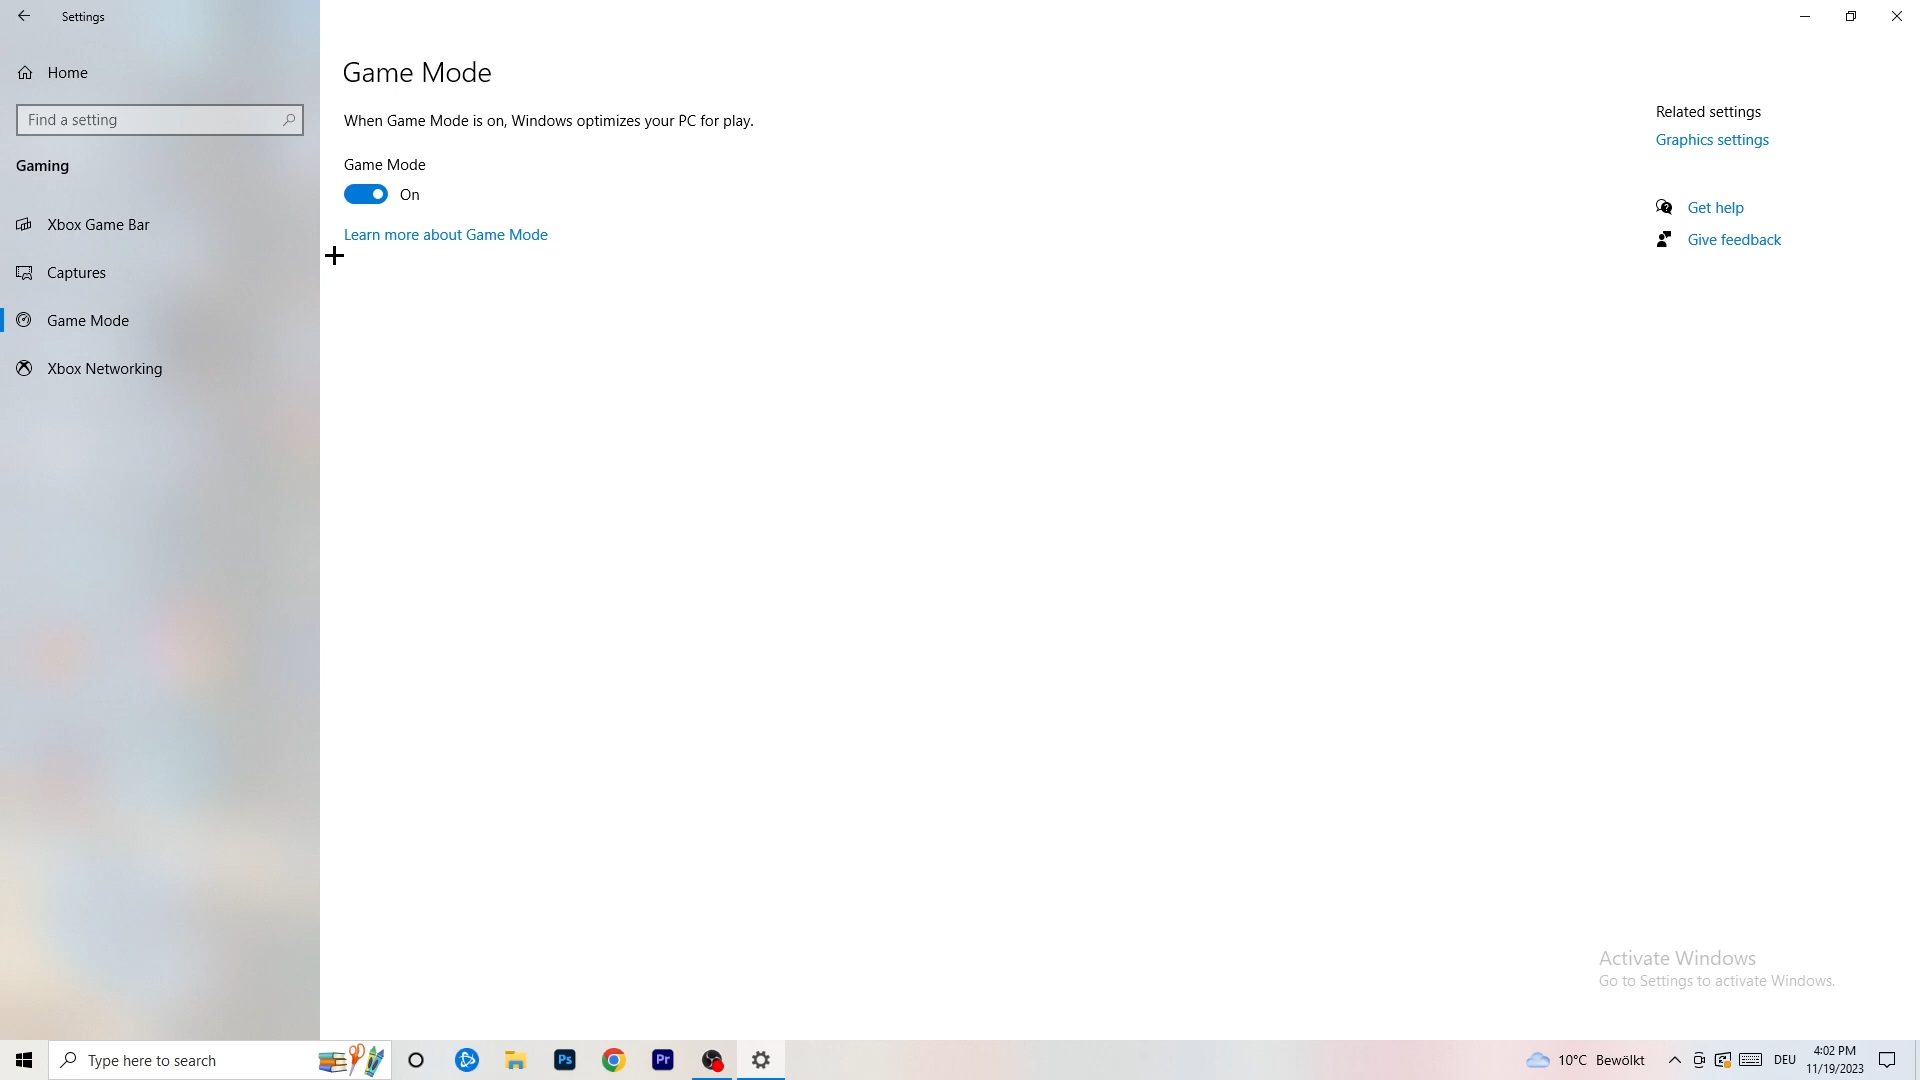 Settings
Home
Find a setting
Gaming
Xbox Game Bar
Captures
Game Mode
Xbox Networking
Game Mode
When Game Mode is on, Windows optimizes your PC for play.
Game Mode
On
Learn more about Game Mode
Related settings
Graphics settings
Get help
Give feedback
Activate Windows
Go to Settings to activate Windows.
Type here to search
Ps
Pr
10°C Bewölkt
DEU
4:02 PM
11/19/2023